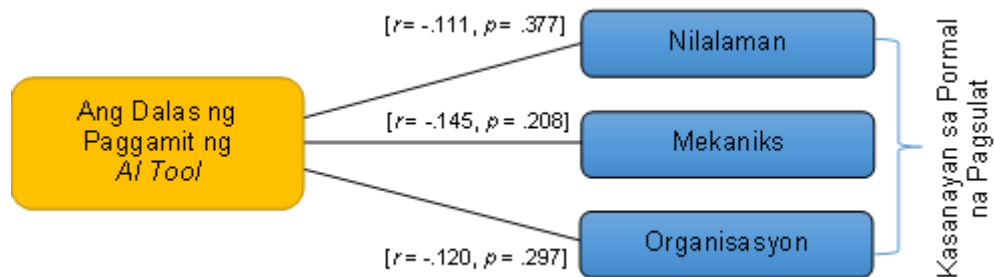 [r= -.111, p= .377]
Nilalaman
Ang Dalas ng
Paggamit ng
AI Tool
[r= -.145, p= .208]
Mekaniks
[r= -.120, p= .297]
Organisasyon
Kasanayan sa Pormal
na Pagsulat